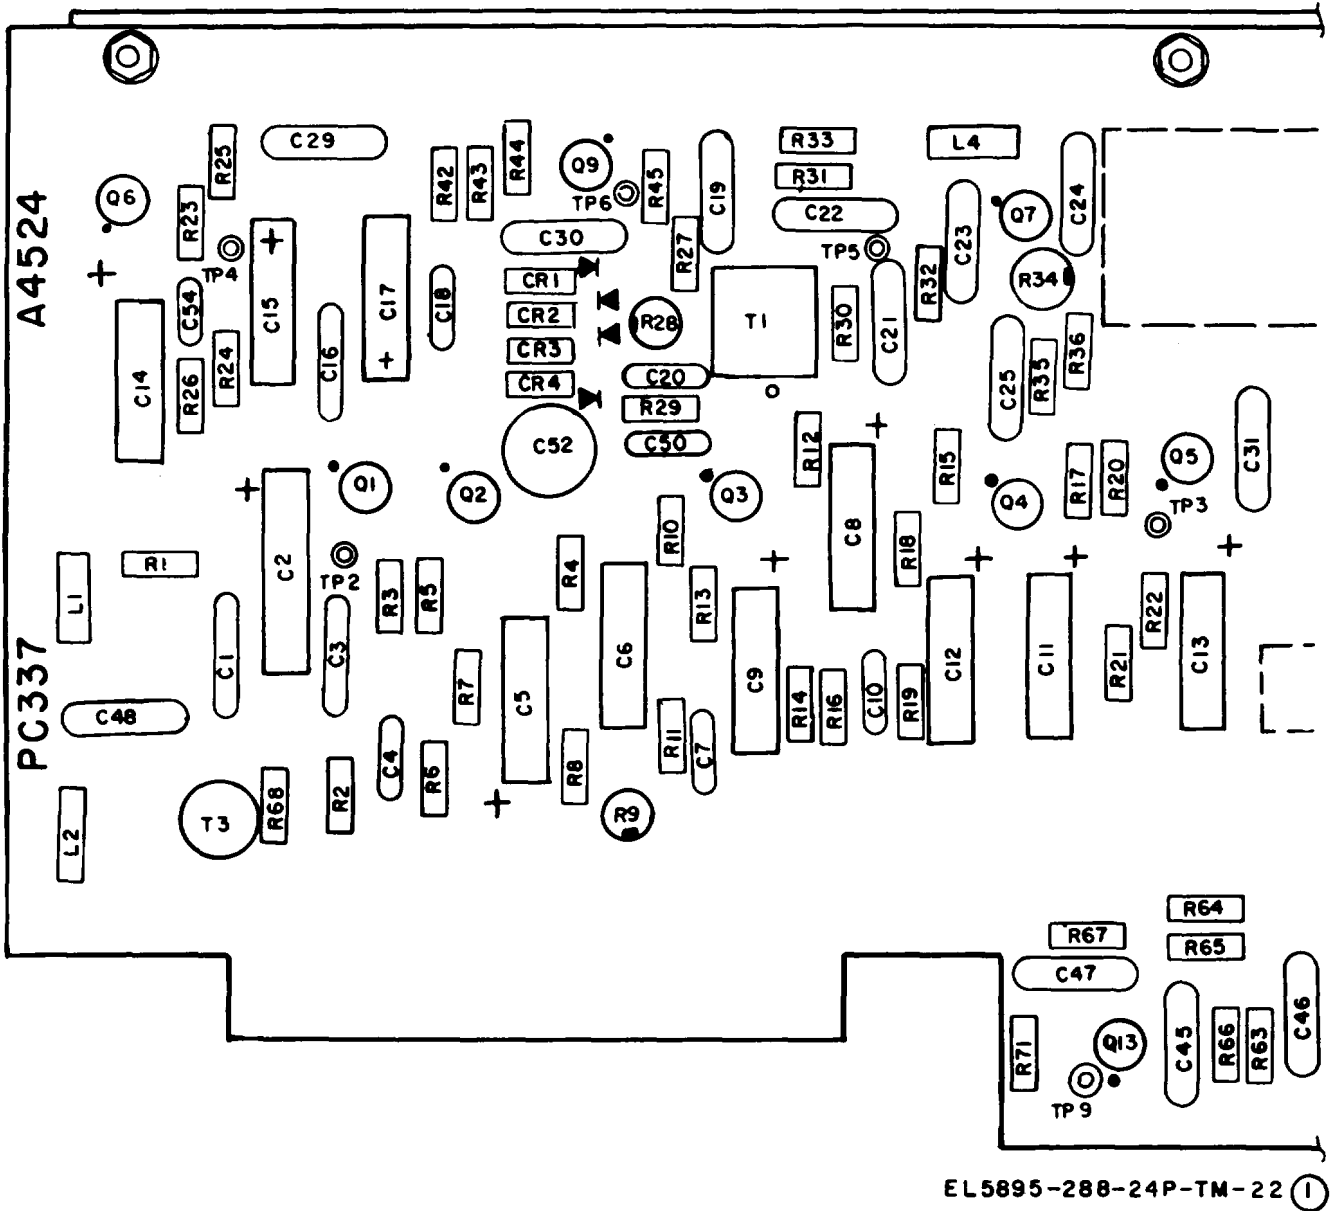 A4524
PC337
C29
R25
R42
R43
R44
Q9
TP6
R45
C19
R33
R31
C22
L4
C24
Q6
R23
TP4
+
+
C15
C17
+
C18
C30
R27
TP5
C23
Q7
R32
R34
C54
C14
R26
R24
C16
CR1
CR2
CR3
CR4
R28
T1
R30
C21
C25
R35
R36
C20
R29
C50
C52
R12
+
R15
R17
R20
Q5
TP3
C31
+
Q1
Q2
Q3
Q4
C2
TP2
R1
L1
R3
R5
R4
R10
C8
R18
+
+
+
+
C1
C3
C6
R13
C9
C12
C11
R22
R21
C13
C48
R7
C5
R14
R16
C10
R19
C4
R6
R8
R11
C7
T3
R68
R2
+
R9
L2
R64
R67
R65
C47
R71
Q13
TP9
C45
R66
R63
C46
EL5895-288-24P-TM-22 1